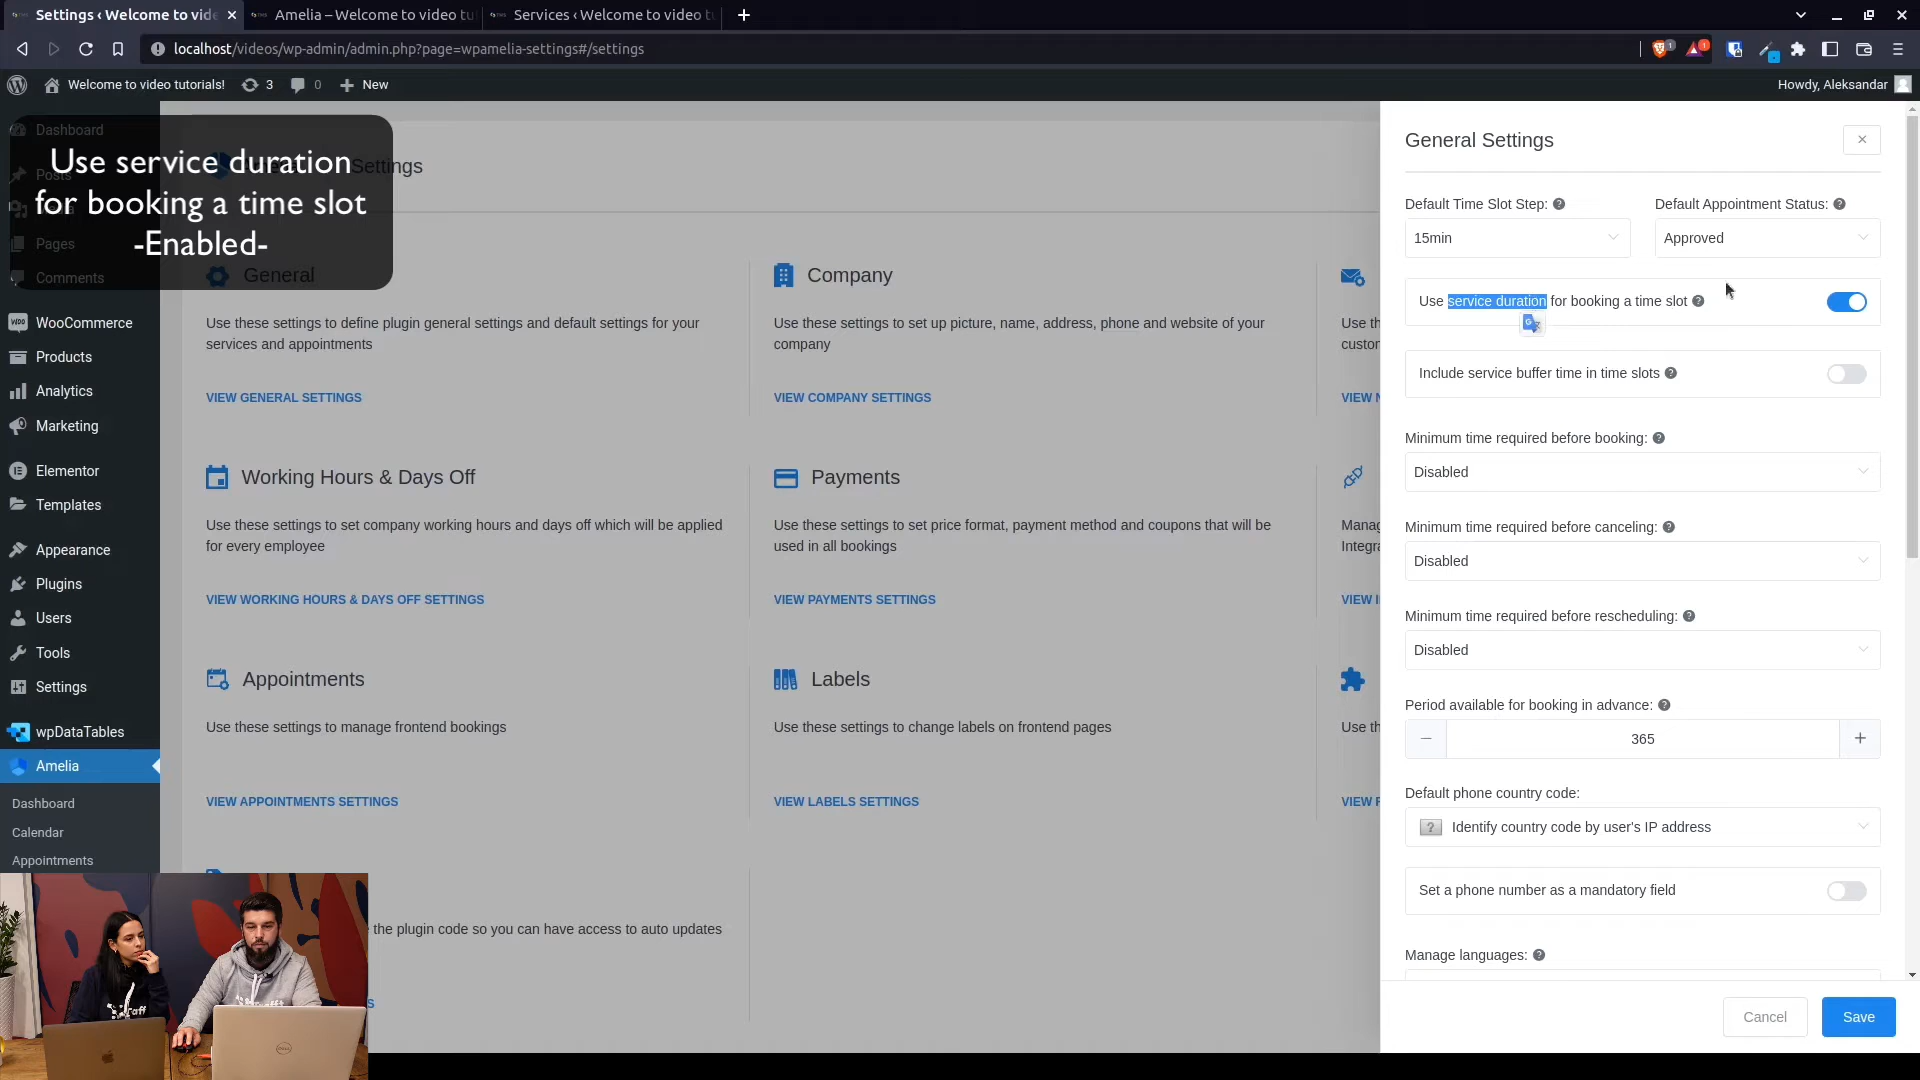 Settings ‹ Welcome to vide
Amelia – Welcome to video tu
Services ‹ Welcome to video t
localhost/videos/wp-admin/admin.php?page=wpamelia-settings#/settings
1
1
Welcome to video tutorials!
3
0
New
Howdy, Aleksandar
Use service duration
for booking a time slot
-Enabled-
Dashboard
Posts
Pages
Comments
WooCommerce
Products
Analytics
Marketing
Elementor
Templates
Appearance
Plugins
Users
Tools
Settings
wpDataTables
Amelia
Dashboard
Calendar
Appointments
Settings
General
Use these settings to define plugin general settings and default settings for your
services and appointments
VIEW GENERAL SETTINGS
Company
Use these settings to set up picture, name, address, phone and website of your
company
VIEW COMPANY SETTINGS
Use th
custor
VIEW N
Working Hours & Days Off
Use these settings to set company working hours and days off which will be applied
for every employee
VIEW WORKING HOURS & DAYS OFF SETTINGS
Payments
Use these settings to set price format, payment method and coupons that will be
used in all bookings
VIEW PAYMENTS SETTINGS
Manag
Integra
VIEW I
Appointments
Use these settings to manage frontend bookings
VIEW APPOINTMENTS SETTINGS
Labels
Use these settings to change labels on frontend pages
VIEW LABELS SETTINGS
Use th
the plugin code so you can have access to auto updates
S
General Settings
Default Time Slot Step:
Default Appointment Status:
15min
Approved
Use service duration for booking a time slot
Include service buffer time in time slots
Minimum time required before booking:
Disabled
Minimum time required before canceling:
Disabled
Minimum time required before rescheduling:
Disabled
Period available for booking in advance:
365
Default phone country code:
Identify country code by user's IP address
Set a phone number as a mandatory field
Manage languages:
Cancel
Save